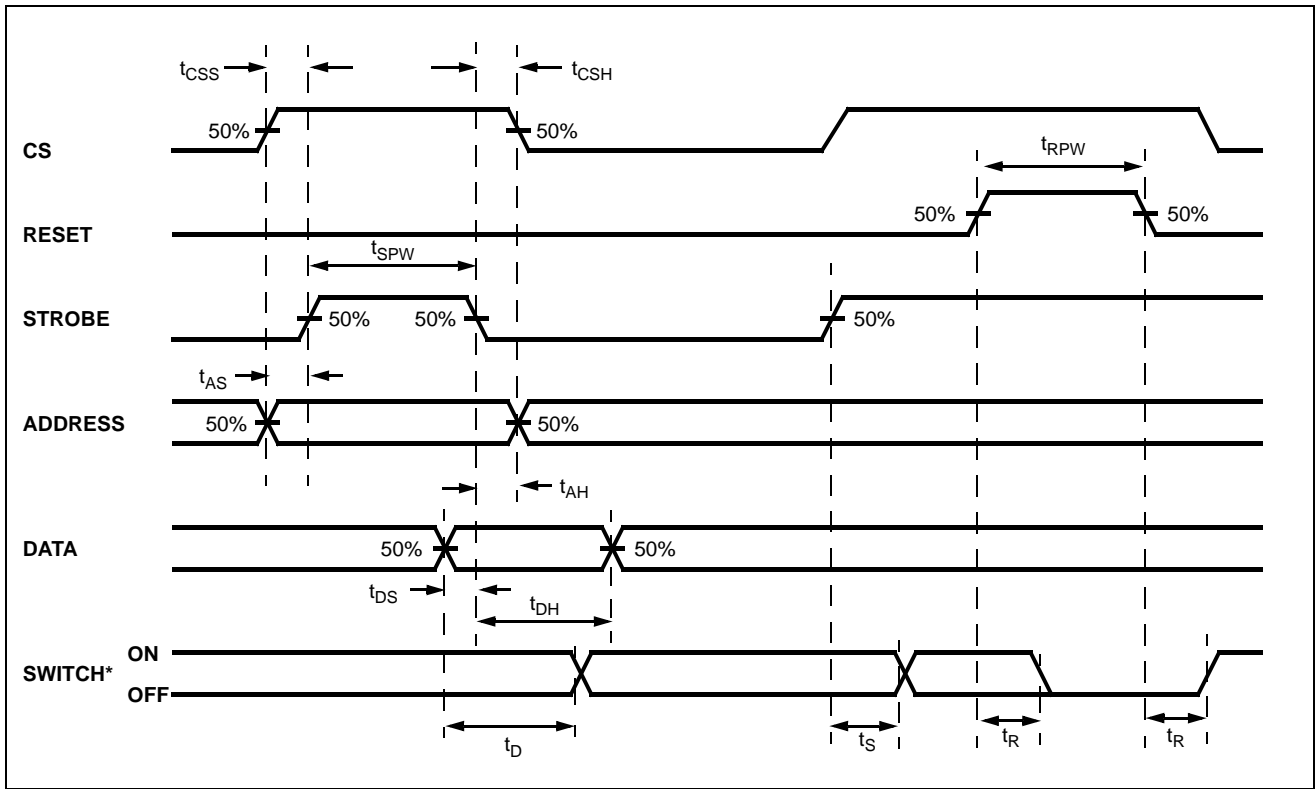 tCSS tCSH
50% 50%
CS
tRPW
50% 50%
RESET
tSPW
STROBE 50% 50% 50%
tAS
ADDRESS 50% 50%
tAH
DATA 50% 50%
tDS tDH
ON
SWITCH*
OFF
tD tS tR tR